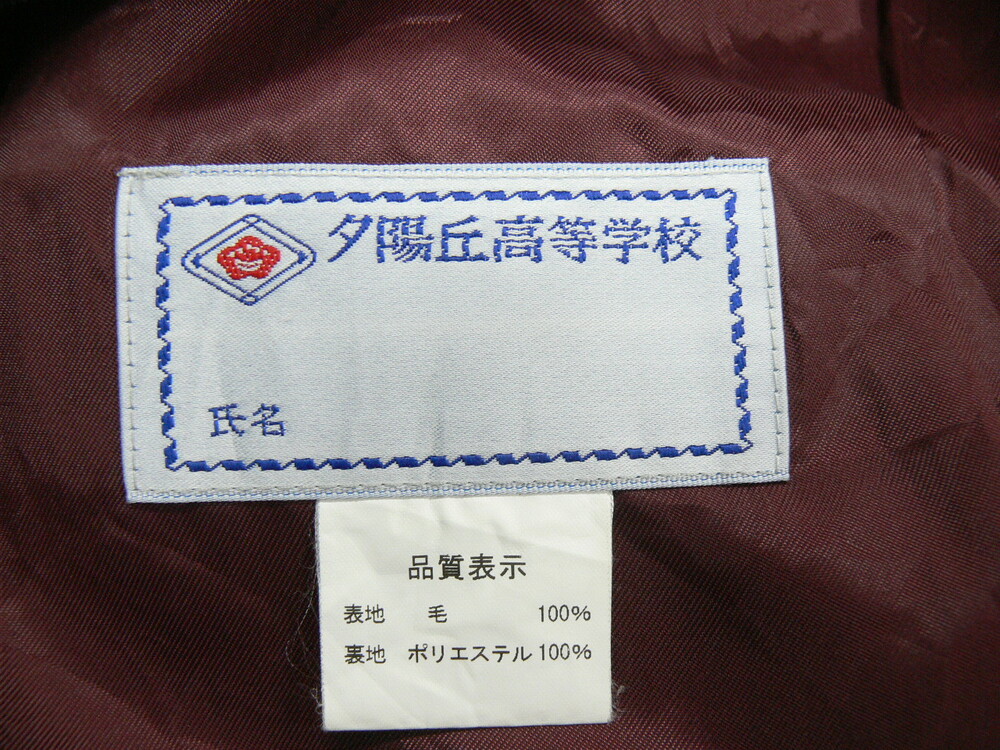 夕陽丘高等学校
氏名
品質表示
表地 毛 100%
裏地 ポリエステル 100%